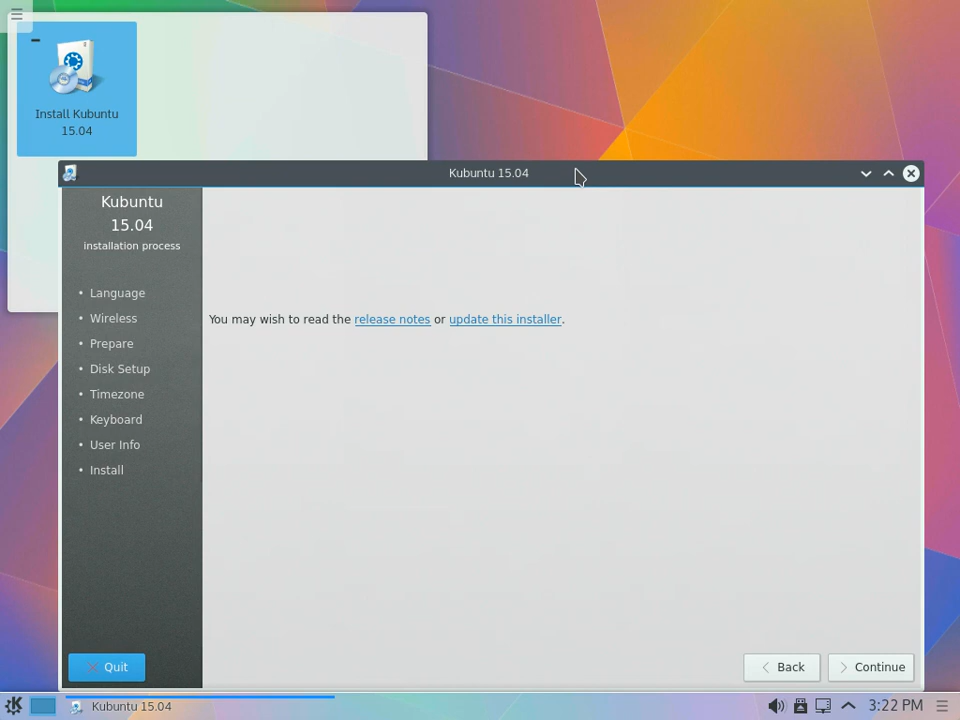 Install Kubuntu
15.04
Kubuntu 15.04
Kubuntu
15.04
installation process
• Language
• Wireless
• Prepare
• Disk Setup
• Timezone
• Keyboard
• User Info
• Install
You may wish to read the release notes or update this installer.
Quit
Back
Continue
Kubuntu 15.04
3:22 PM